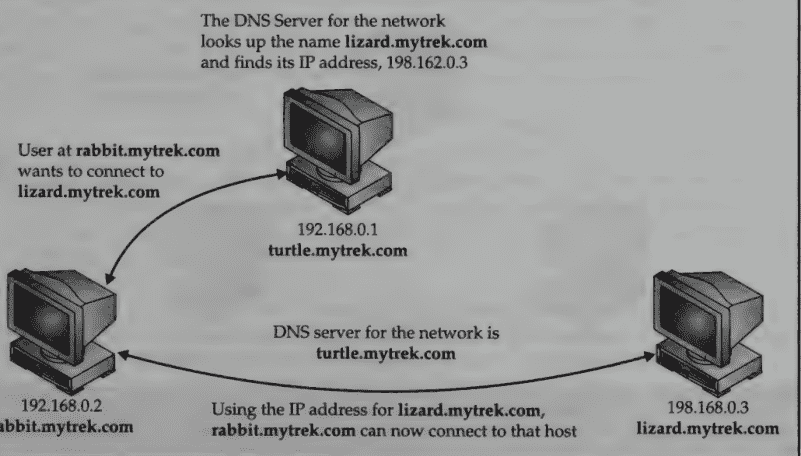 The DNS Server for the network
looks up the name lizard.mytrek.com
and finds its IP address, 198.162.0.3
User at rabbit.mytrek.com
wants to connect to
lizard.mytrek.com
192.168.0.1
turtle.mytrek.com
DNS server for the network is
turtle.mytrek.com
192.168.0.2
abbit.mytrek.com
Using the IP address for lizard.mytrek.com,
rabbit.mytrek.com can now connect to that host
198.168.0.3
lizard.mytrek.com